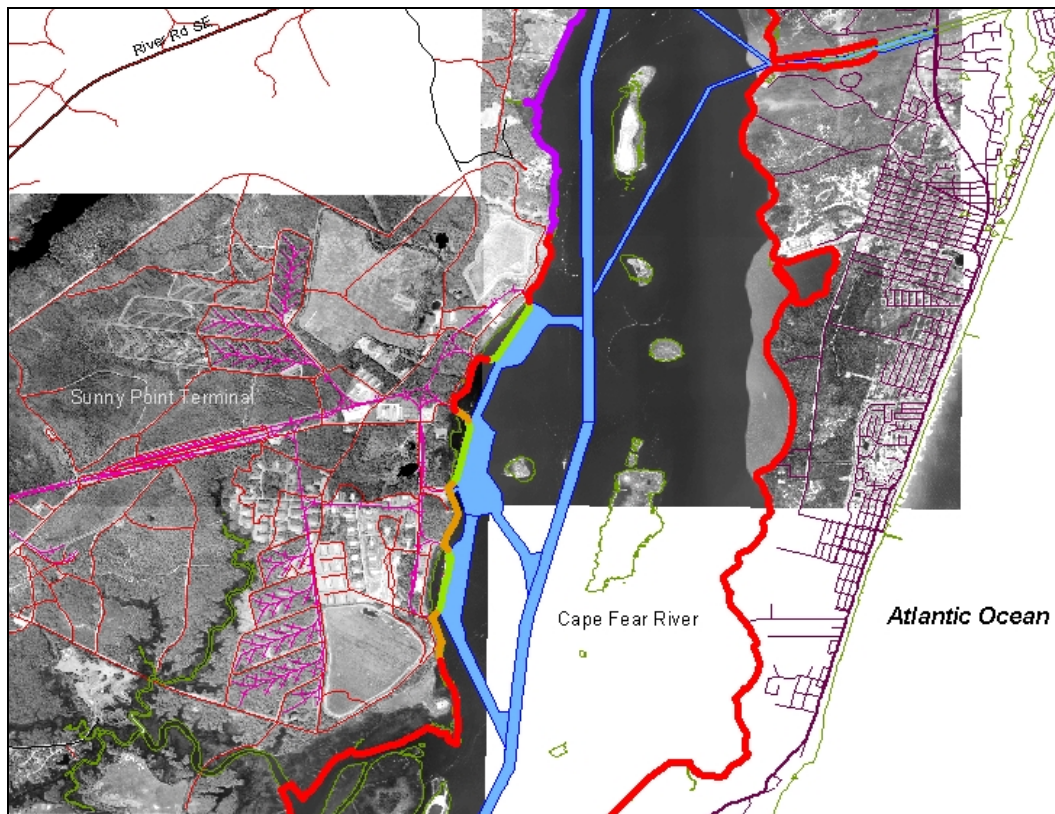 River Rd SE
Sunny Point Terminal
Cape Fear River
Atlantic Ocean